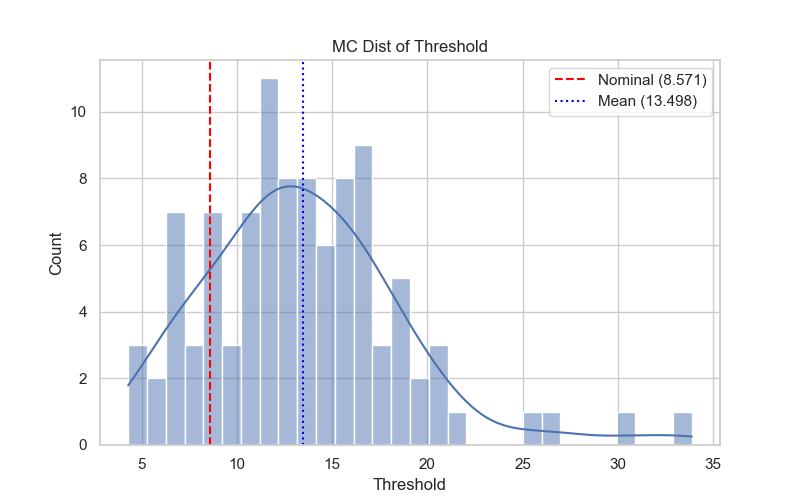 MC Dist of Threshold
Nominal (8.571)
Mean (13.498)
Count
10
8
6
4
2
0
5
10
15
20
25
30
35
Threshold